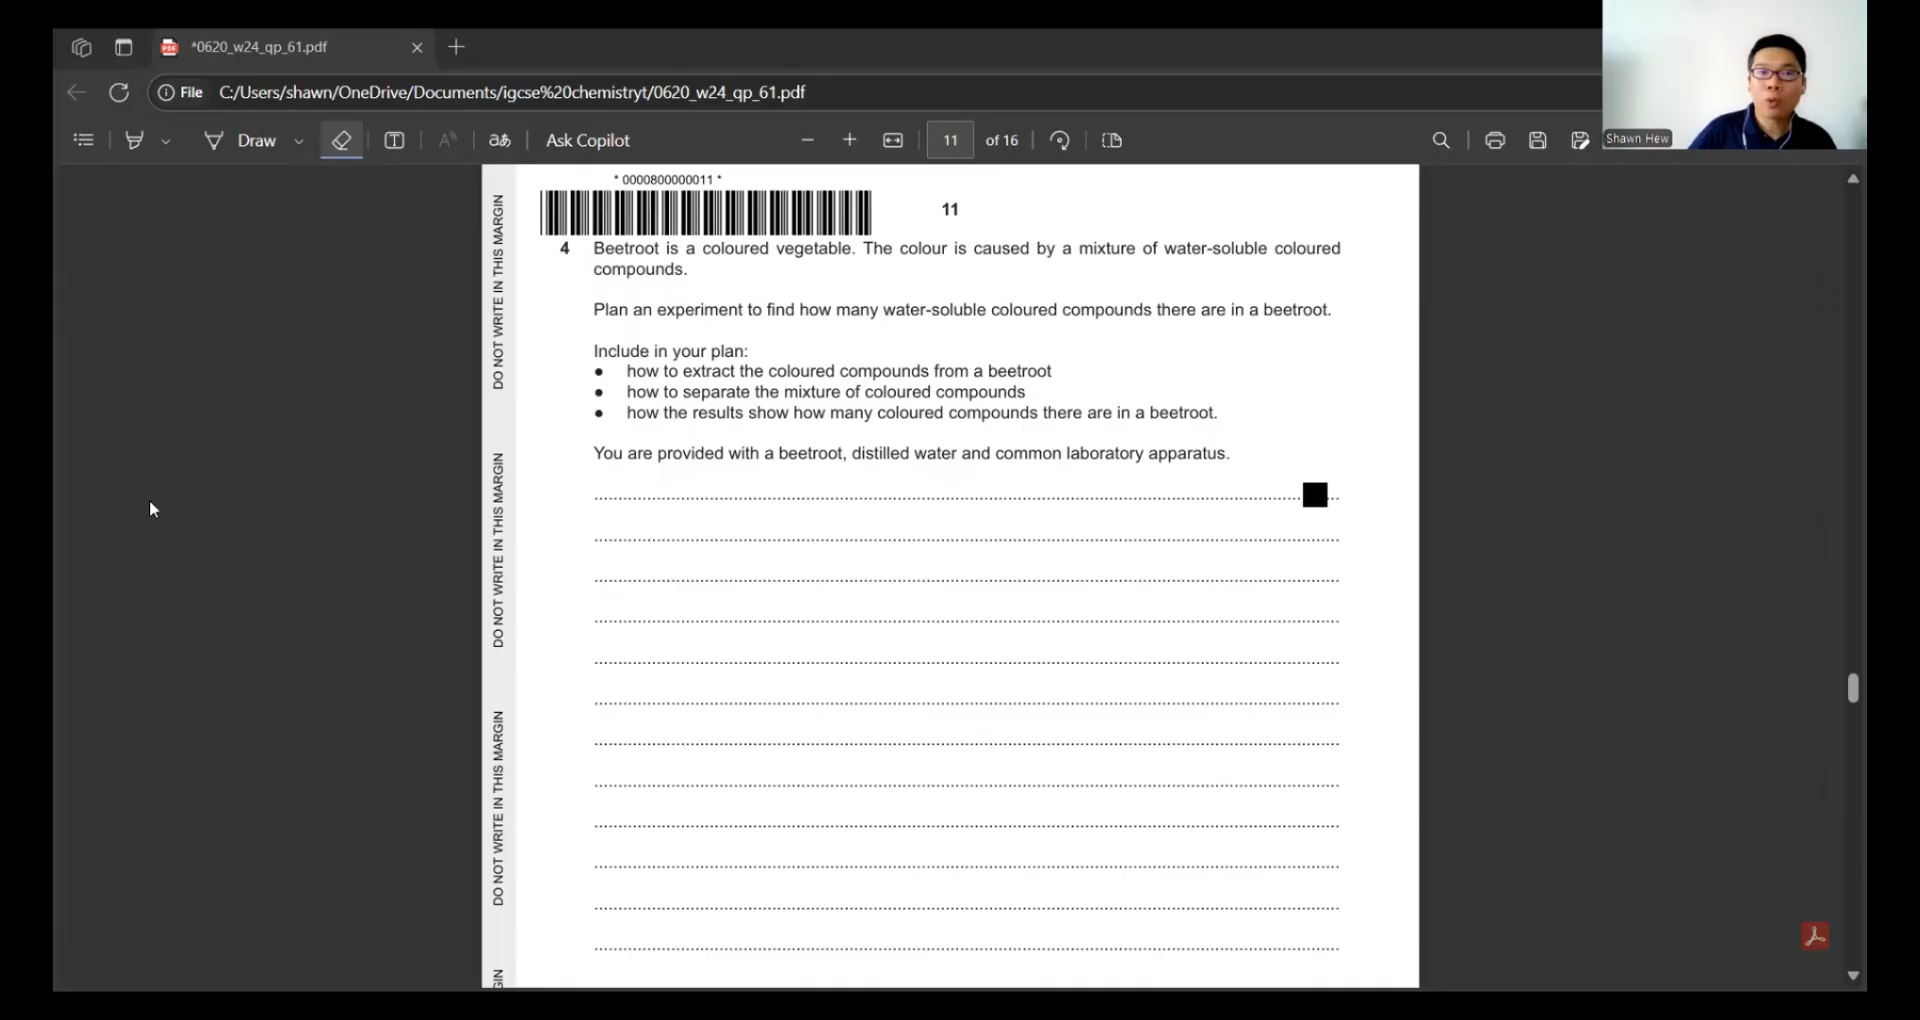 *0620_w24_qp_61.pdf
File
C:/Users/shawn/OneDrive/Documents/igcse%20chemistryt/0620_w24_qp_61.pdf
Draw
aあ
Ask Copilot
11
of 16
Shawn Hew
* 0000800000011 *
11
DO NOT WRITE IN THIS MARGIN
DO NOT WRITE IN THIS MARGIN
DO NOT WRITE IN THIS MARGIN
GIN
4 Beetroot is a coloured vegetable. The colour is caused by a mixture of water-soluble coloured
compounds.
Plan an experiment to find how many water-soluble coloured compounds there are in a beetroot.
Include in your plan:
● how to extract the coloured compounds from a beetroot
● how to separate the mixture of coloured compounds
● how the results show how many coloured compounds there are in a beetroot.
You are provided with a beetroot, distilled water and common laboratory apparatus.